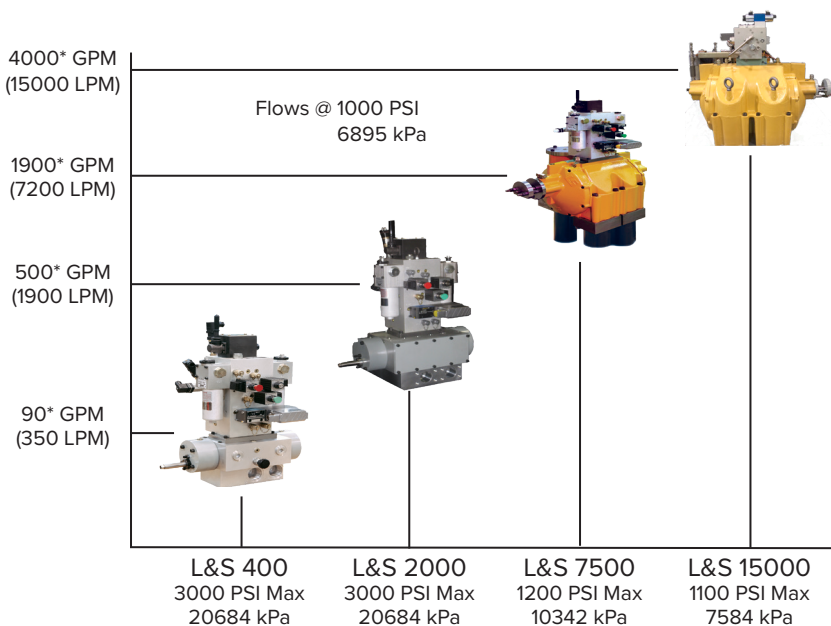 4000* GPM
(15000 LPM)
Flows @ 1000 PSI
6895 kPa
1900* GPM
(7200 LPM)
500* GPM
(1900 LPM)
90* GPM
(350 LPM)
L&S 400
3000 PSI Max
20684 kPa
L&S 2000
3000 PSI Max
20684 kPa
L&S 7500
1200 PSI Max
10342 kPa
L&S 15000
1100 PSI Max
7584 kPa